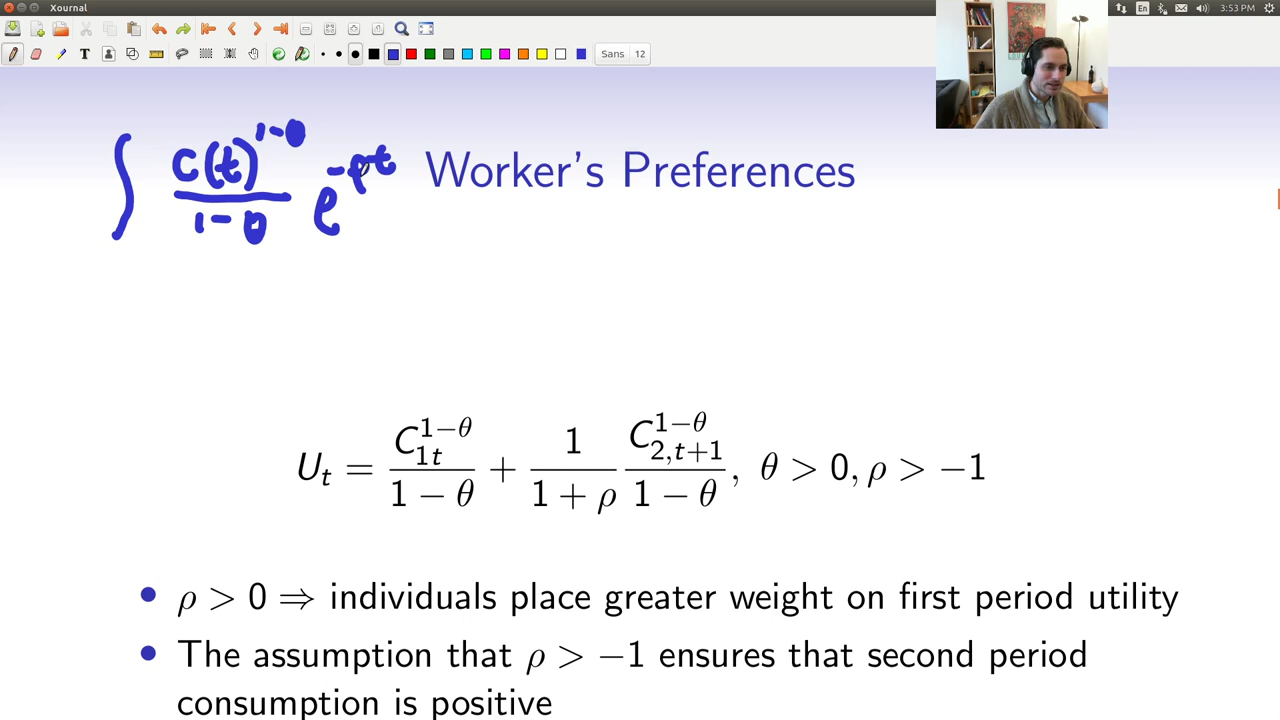 Xournal
En 3:53 PM
Sans 12
∫ c(t)^{1-θ} / 1-θ e^{-ρt}
Worker's Preferences
U_t = C_{1t}^{1−θ} / 1 − θ + 1 / 1 + ρ C_{2,t+1}^{1−θ} / 1 − θ, θ > 0, ρ > −1
• ρ > 0 ⇒ individuals place greater weight on first period utility
• The assumption that ρ > −1 ensures that second period
consumption is positive